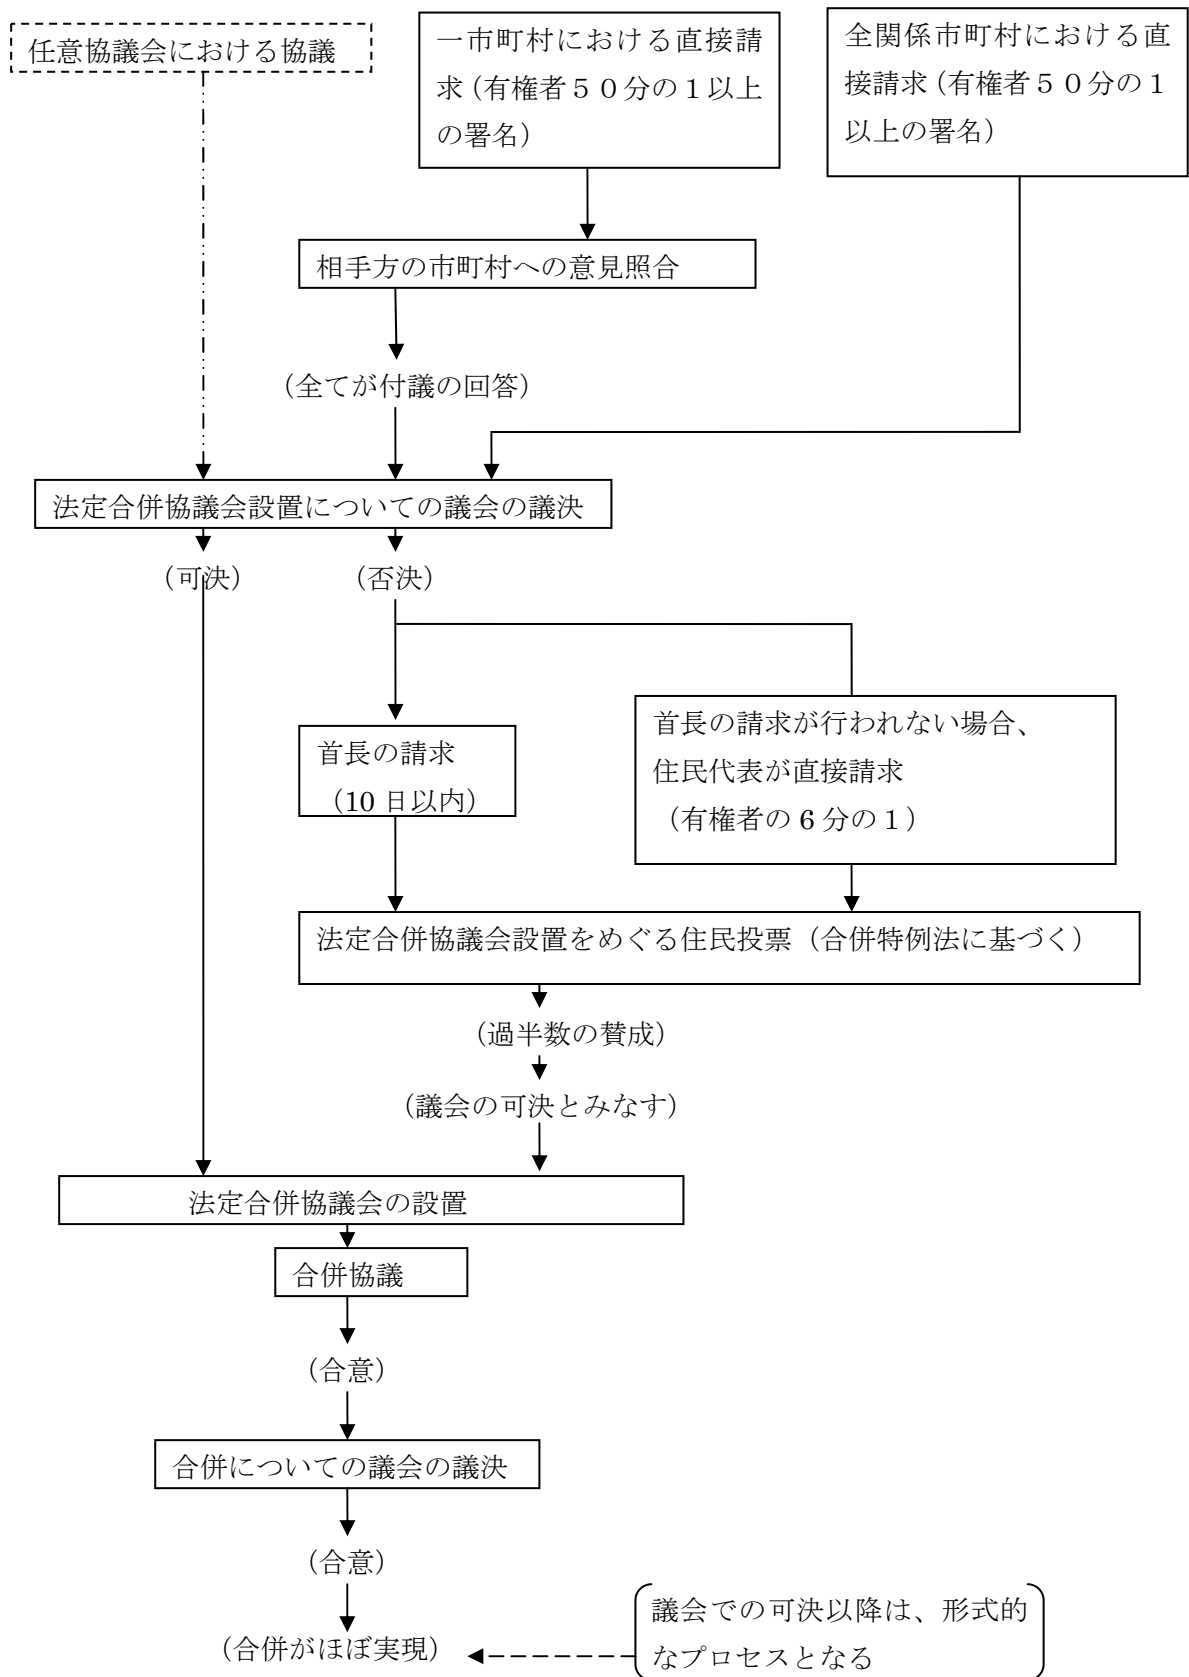 任意協議会における協議
一市町村における直接請
求（有権者５０分の１以上
の署名）
全関係市町村における直
接請求（有権者５０分の１
以上の署名）
相手方の市町村への意見照合
（全てが付議の回答）
法定合併協議会設置についての議会の議決
（可決）
（否決）
首長の請求
（10 日以内）
首長の請求が行われない場合、
住民代表が直接請求
（有権者の 6 分の１）
法定合併協議会設置をめぐる住民投票（合併特例法に基づく）
（過半数の賛成）
（議会の可決とみなす）
法定合併協議会の設置
合併協議
（合意）
合併についての議会の議決
（合意）
（合併がほぼ実現）
議会での可決以降は、形式的
なプロセスとなる